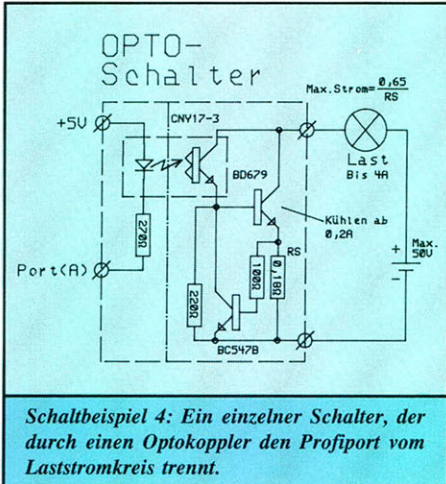 OPTO-
Schalter
CNY17-3
+5V
Max.Strom= 0,65
RS
Last
Bis 4A
BD679
Kühlen ab
0,2A
270Ω
Port(A)
RS
Max.
50V
+
-
220Ω
100Ω
0,18Ω
BC547B
Schaltbeispiel 4: Ein einzelner Schalter, der
durch einen Optokoppler den Profiport vom
Laststromkreis trennt.